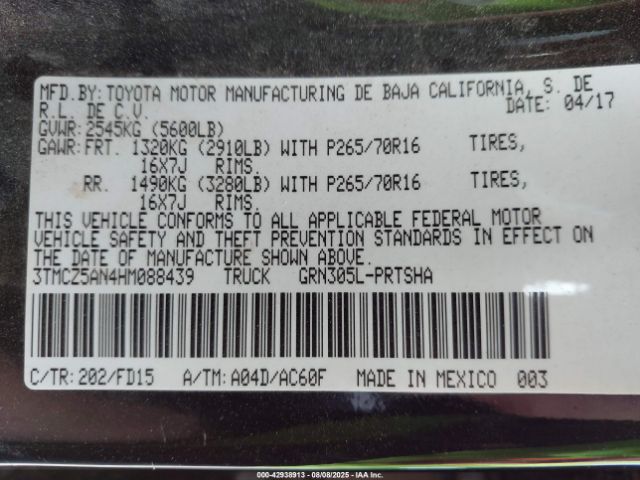 MFD.BY: TOYOTA MOTOR MANUFACTURING DE BAJA CALIFORNIA, S. DE
R.L. DE C.V. DATE: 04/17
GVWR: 2545KG (5600LB)
GAWR: FRT. 1320KG (2910LB) WITH P265/70R16 TIRES,
16X7J RIMS.
RR. 1490KG (3280LB) WITH P265/70R16 TIRES,
16X7J RIMS.
THIS VEHICLE CONFORMS TO ALL APPLICABLE FEDERAL MOTOR
VEHICLE SAFETY AND THEFT PREVENTION STANDARDS IN EFFECT ON
THE DATE OF MANUFACTURE SHOWN ABOVE.
3TMCZ5AN4HM088439 TRUCK GRN305L-PRTSHA
C/TR: 202/FD15 A/TM: A04D/AC60F MADE IN MEXICO 003
000-42938913 - 08/08/2025 - IAA Inc.